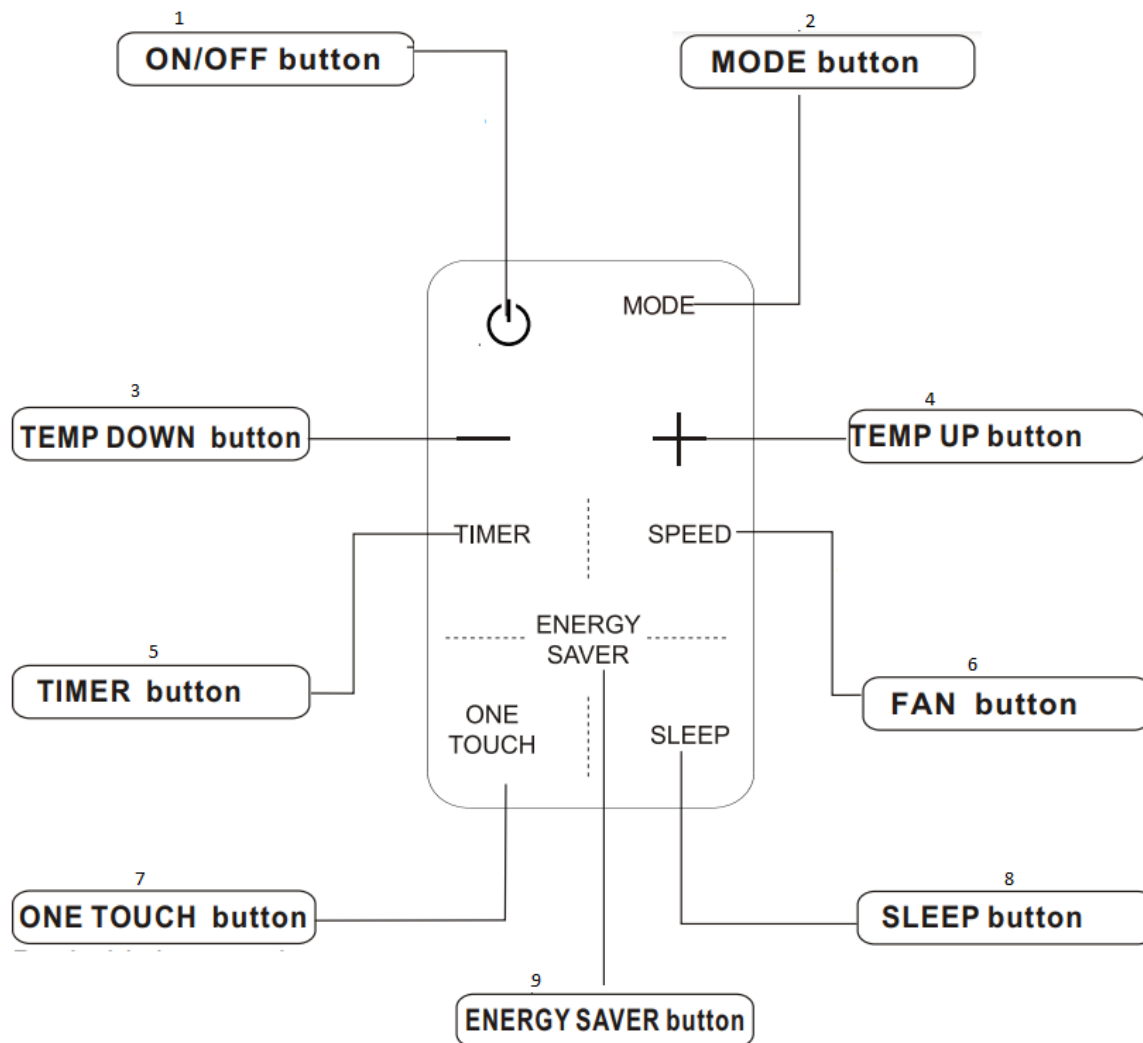 1
ON/OFF button
2
MODE button
MODE
3
TEMP DOWN button
4
TEMP UP button
TIMER
SPEED
ENERGY
SAVER
5
TIMER button
6
FAN button
ONE
TOUCH
SLEEP
7
ONE TOUCH button
8
SLEEP button
9
ENERGY SAVER button